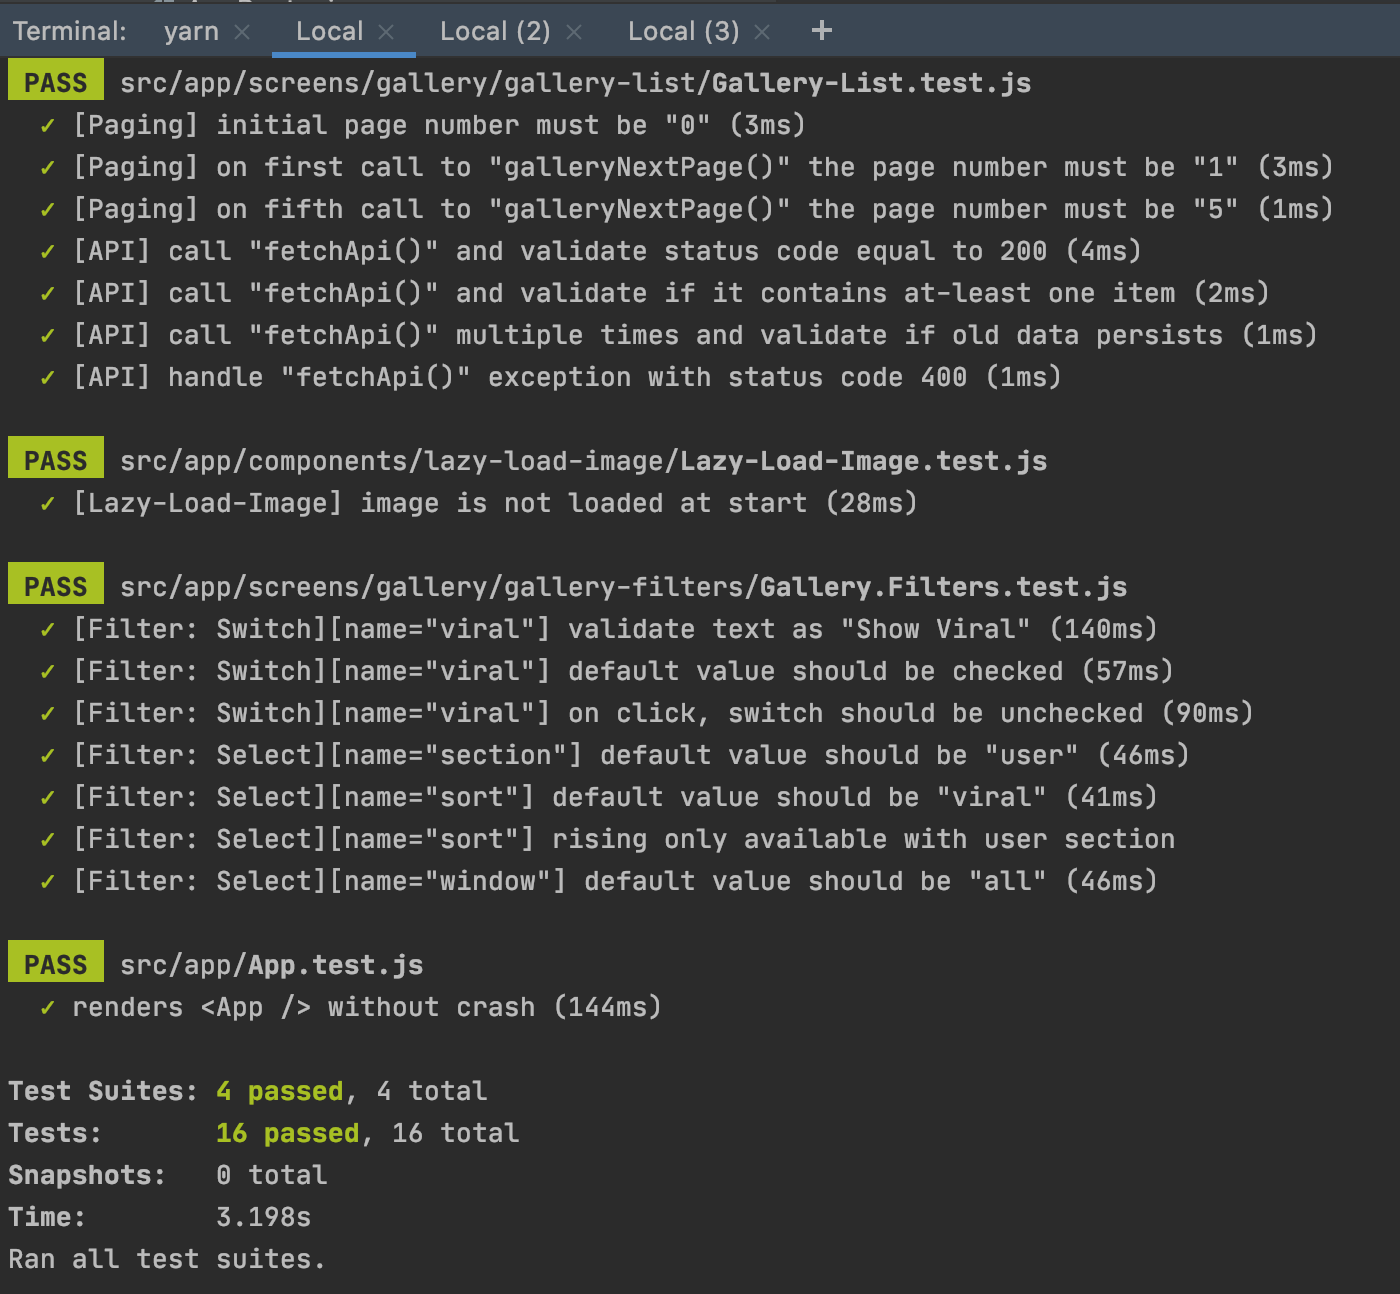 Terminal: yarn × Local × Local (2) × Local (3) × +
PASS src/app/screens/gallery/gallery-list/Gallery-List.test.js
✓ [Paging] initial page number must be "0" (3ms)
✓ [Paging] on first call to "galleryNextPage()" the page number must be "1" (3ms)
✓ [Paging] on fifth call to "galleryNextPage()" the page number must be "5" (1ms)
✓ [API] call "fetchApi()" and validate status code equal to 200 (4ms)
✓ [API] call "fetchApi()" and validate if it contains at-least one item (2ms)
✓ [API] call "fetchApi()" multiple times and validate if old data persists (1ms)
✓ [API] handle "fetchApi()" exception with status code 400 (1ms)
PASS src/app/components/lazy-load-image/Lazy-Load-Image.test.js
✓ [Lazy-Load-Image] image is not loaded at start (28ms)
PASS src/app/screens/gallery/gallery-filters/Gallery.Filters.test.js
✓ [Filter: Switch][name="viral"] validate text as "Show Viral" (140ms)
✓ [Filter: Switch][name="viral"] default value should be checked (57ms)
✓ [Filter: Switch][name="viral"] on click, switch should be unchecked (90ms)
✓ [Filter: Select][name="section"] default value should be "user" (46ms)
✓ [Filter: Select][name="sort"] default value should be "viral" (41ms)
✓ [Filter: Select][name="sort"] rising only available with user section
✓ [Filter: Select][name="window"] default value should be "all" (46ms)
PASS src/app/App.test.js
✓ renders <App /> without crash (144ms)
Test Suites: 4 passed, 4 total
Tests: 16 passed, 16 total
Snapshots: 0 total
Time: 3.198s
Ran all test suites.